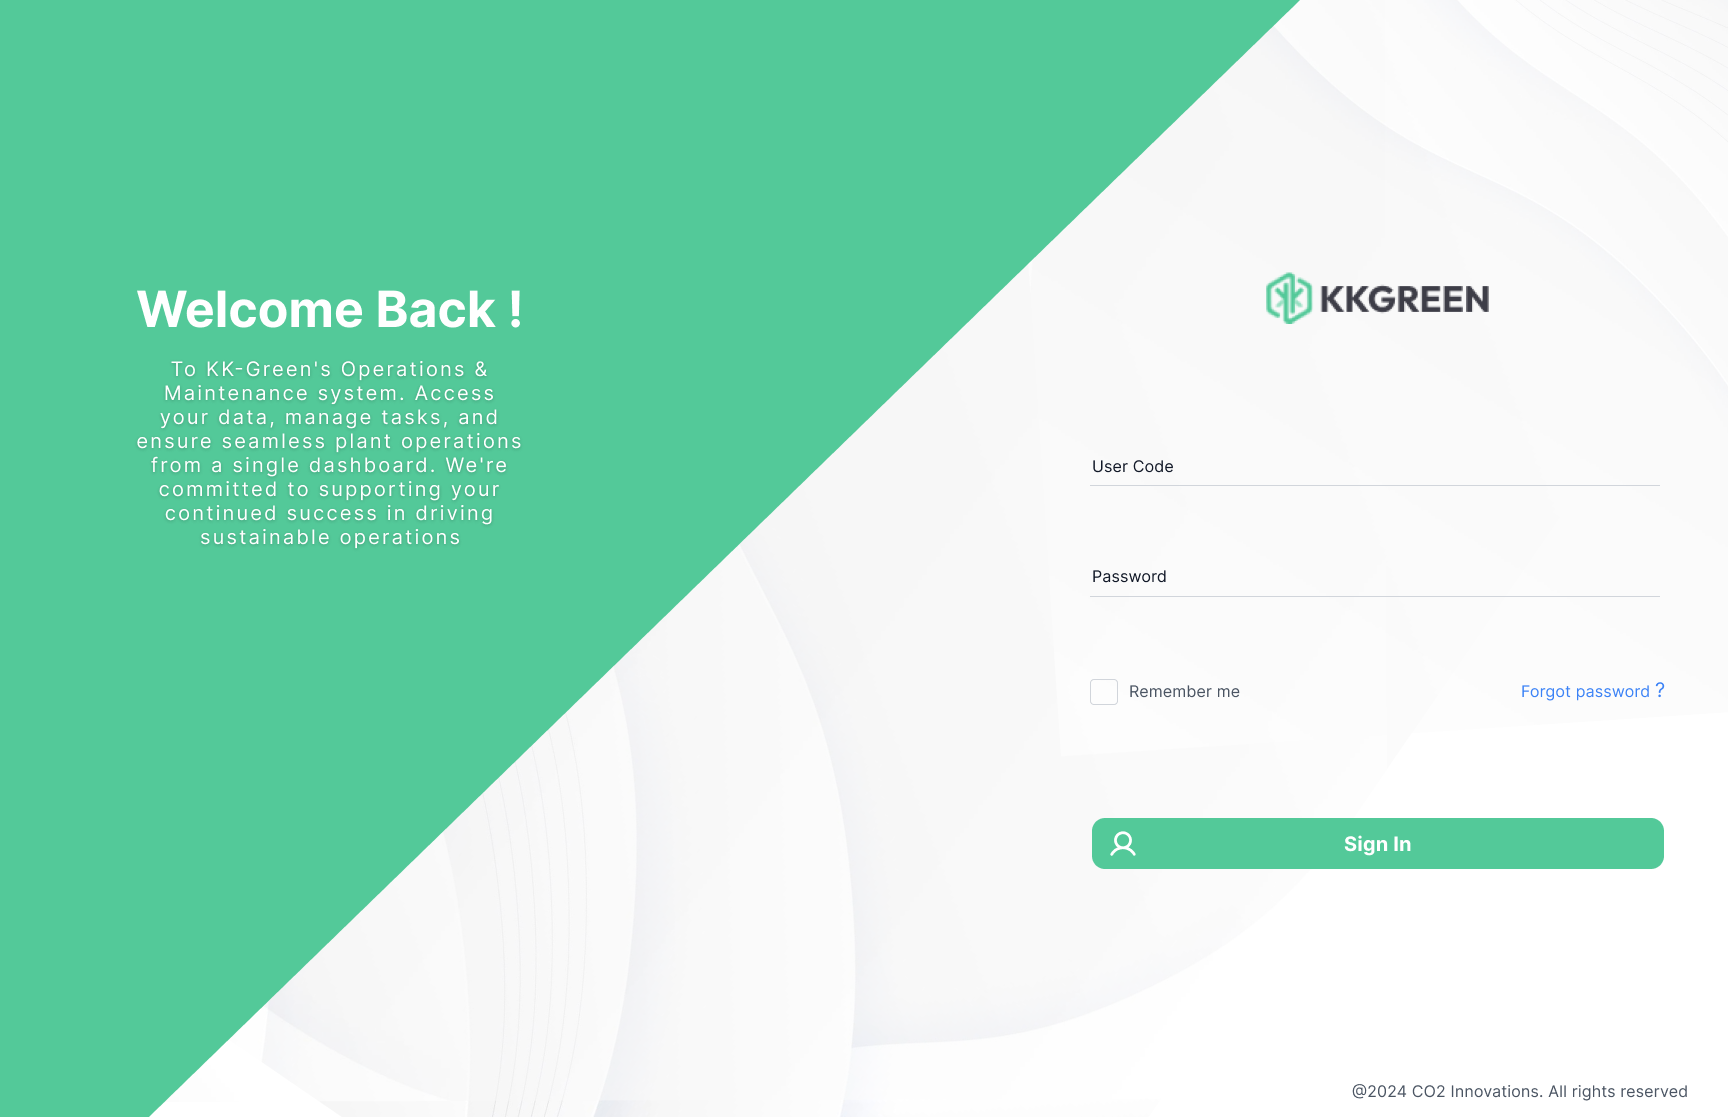 Welcome Back !
To KK-Green's Operations &
Maintenance system. Access
your data, manage tasks, and
ensure seamless plant operations
from a single dashboard. We're
committed to supporting your
continued success in driving
sustainable operations
KKGREEN
User Code
Password
Remember me
Forgot password ?
Sign In
@2024 CO2 Innovations. All rights reserved